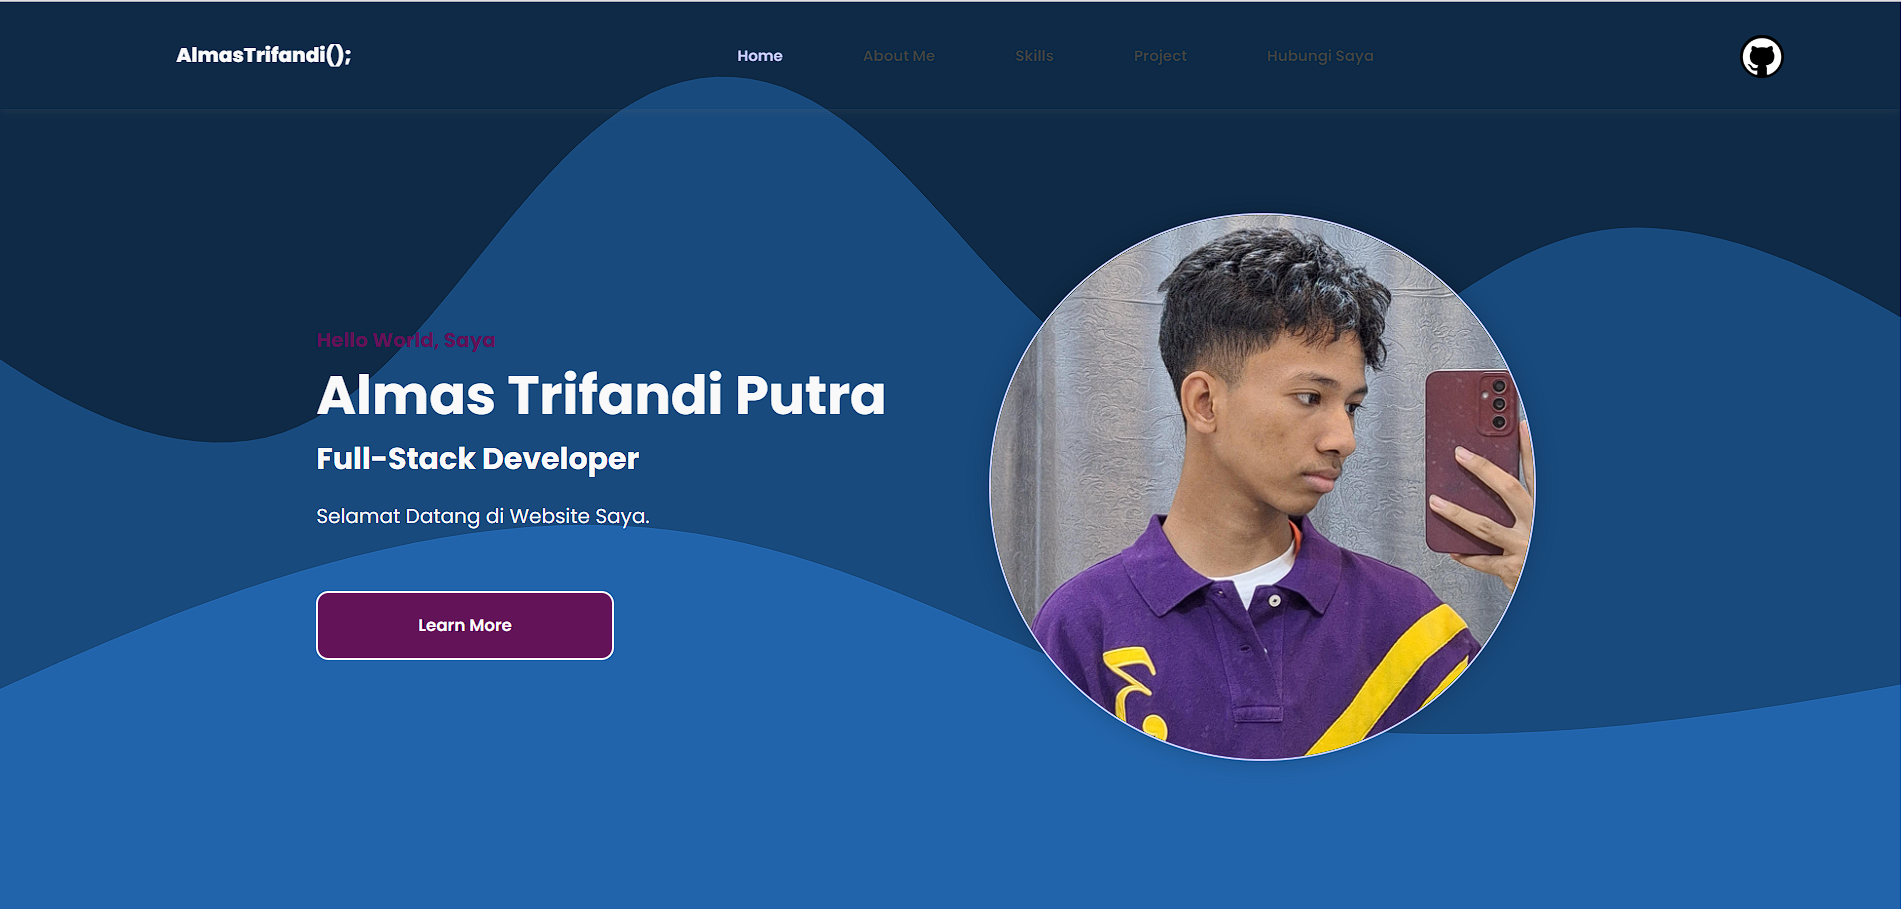 AlmasTrifandi();
Home About Me Skills Project Hubungi Saya
Hello World, Saya
Almas Trifandi Putra
Full-Stack Developer
Selamat Datang di Website Saya.
Learn More